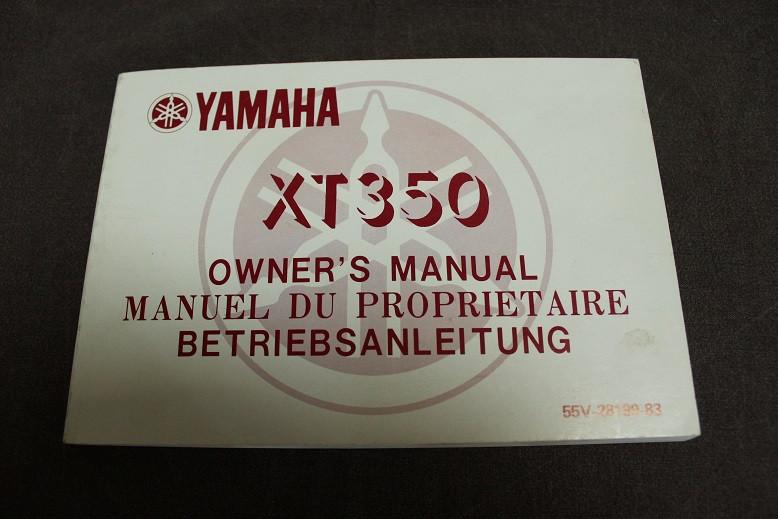 YAMAHA
XT350
OWNER'S MANUAL
MANUEL DU PROPRIETAIRE
BETRIEBSANLEITUNG
55V-28199-83